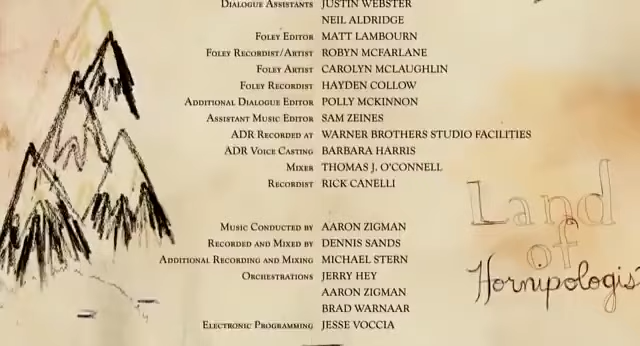 DIALOGUE ASSISTANTS JUSTIN WEBSTER
NEIL ALDRIDGE
FOLEY EDITOR MATT LAMBOURN
FOLEY RECORDIST/ARTIST ROBYN MCFARLANE
FOLEY ARTIST CAROLYN MCLAUGHLIN
FOLEY RECORDIST HAYDEN COLLOW
ADDITIONAL DIALOGUE EDITOR POLLY MCKINNON
ASSISTANT MUSIC EDITOR SAM ZEINES
ADR RECORDED AT WARNER BROTHERS STUDIO FACILITIES
ADR VOICE CASTING BARBARA HARRIS
MIXER THOMAS J. O'CONNELL
RECORDIST RICK CANELLI
MUSIC CONDUCTED BY AARON ZIGMAN
RECORDED AND MIXED BY DENNIS SANDS
ADDITIONAL RECORDING AND MIXING MICHAEL STERN
ORCHESTRATIONS JERRY HEY
AARON ZIGMAN
BRAD WARNAAR
ELECTRONIC PROGRAMMING JESSE VOCCIA
Land
of